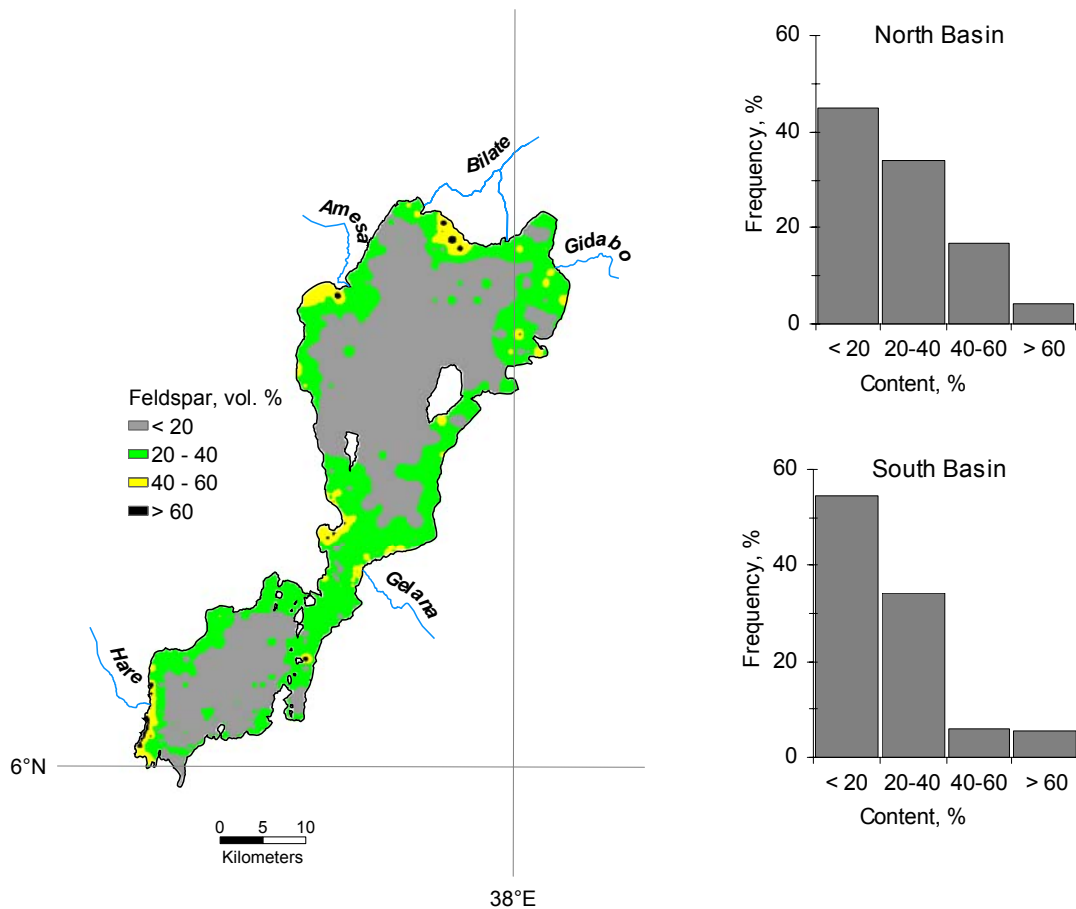 Bilate
Amesa
Gidabo
Feldspar, vol. %
< 20
20 - 40
40 - 60
> 60
Gelana
Hare
6°N
0 5 10
Kilometers
38°E
North Basin
Frequency, %
60
40
20
0
< 20 20-40 40-60 > 60
Content, %
South Basin
Frequency, %
60
40
20
0
< 20 20-40 40-60 > 60
Content, %